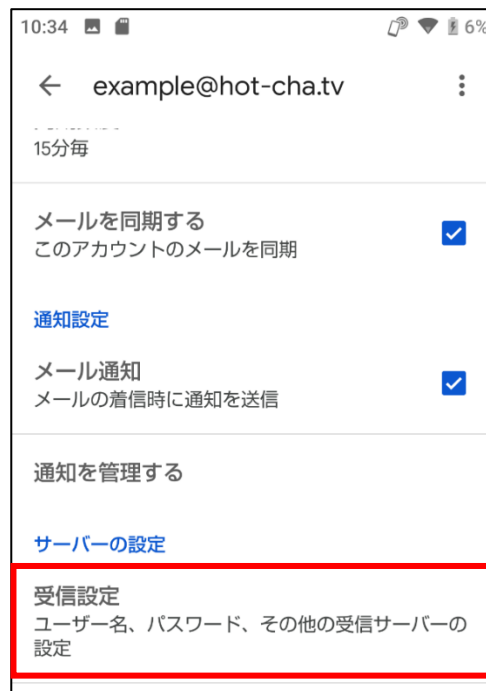 10:34 6%
example@hot-cha.tv
15分毎
メールを同期する
このアカウントのメールを同期
通知設定
メール通知
メールの着信時に通知を送信
通知を管理する
サーバーの設定
受信設定
ユーザー名、パスワード、その他の受信サーバーの
設定